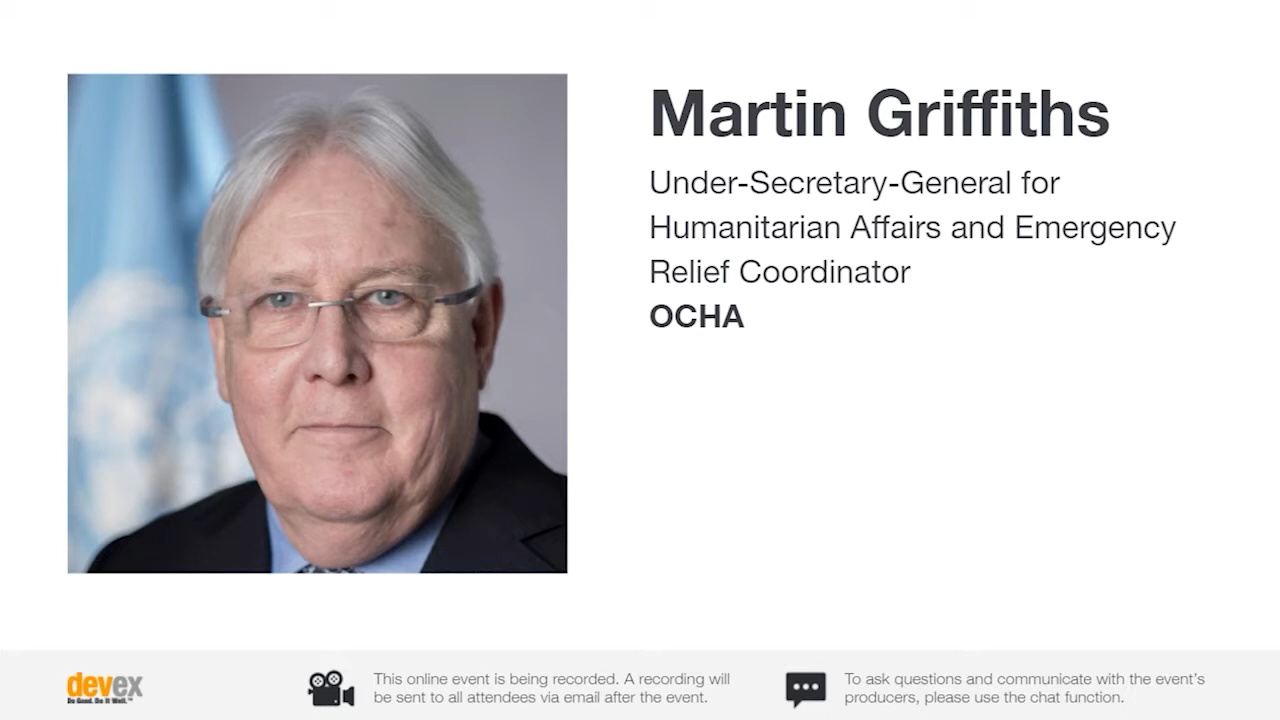 Martin Griffiths
Under-Secretary-General for
Humanitarian Affairs and Emergency
Relief Coordinator
OCHA
devex
Do Good. Do It Well.™
This online event is being recorded. A recording will
be sent to all attendees via email after the event.
To ask questions and communicate with the event's
producers, please use the chat function.